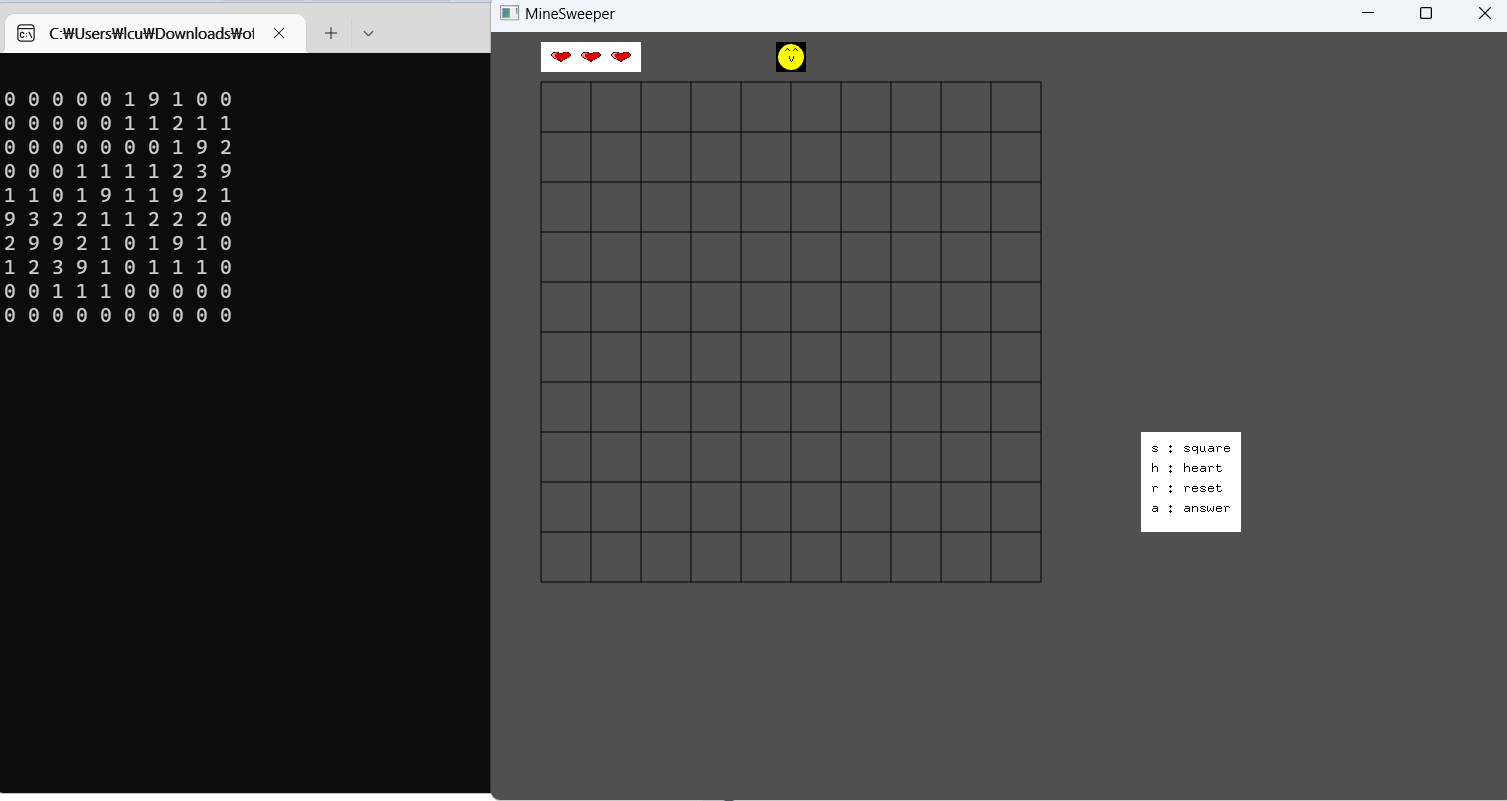 C:₩Users₩lcu₩Downloads₩of
MineSweeper
0 0 0 0 0 1 9 1 0 0
0 0 0 0 0 1 1 2 1 1
0 0 0 0 0 0 0 1 9 2
0 0 0 1 1 1 1 2 3 9
1 1 0 1 9 1 1 9 2 1
9 3 2 2 1 1 2 2 2 0
2 9 9 2 1 0 1 9 1 0
1 2 3 9 1 0 1 1 1 0
0 0 1 1 1 0 0 0 0 0
0 0 0 0 0 0 0 0 0 0
s : square
h : heart
r : reset
a : answer